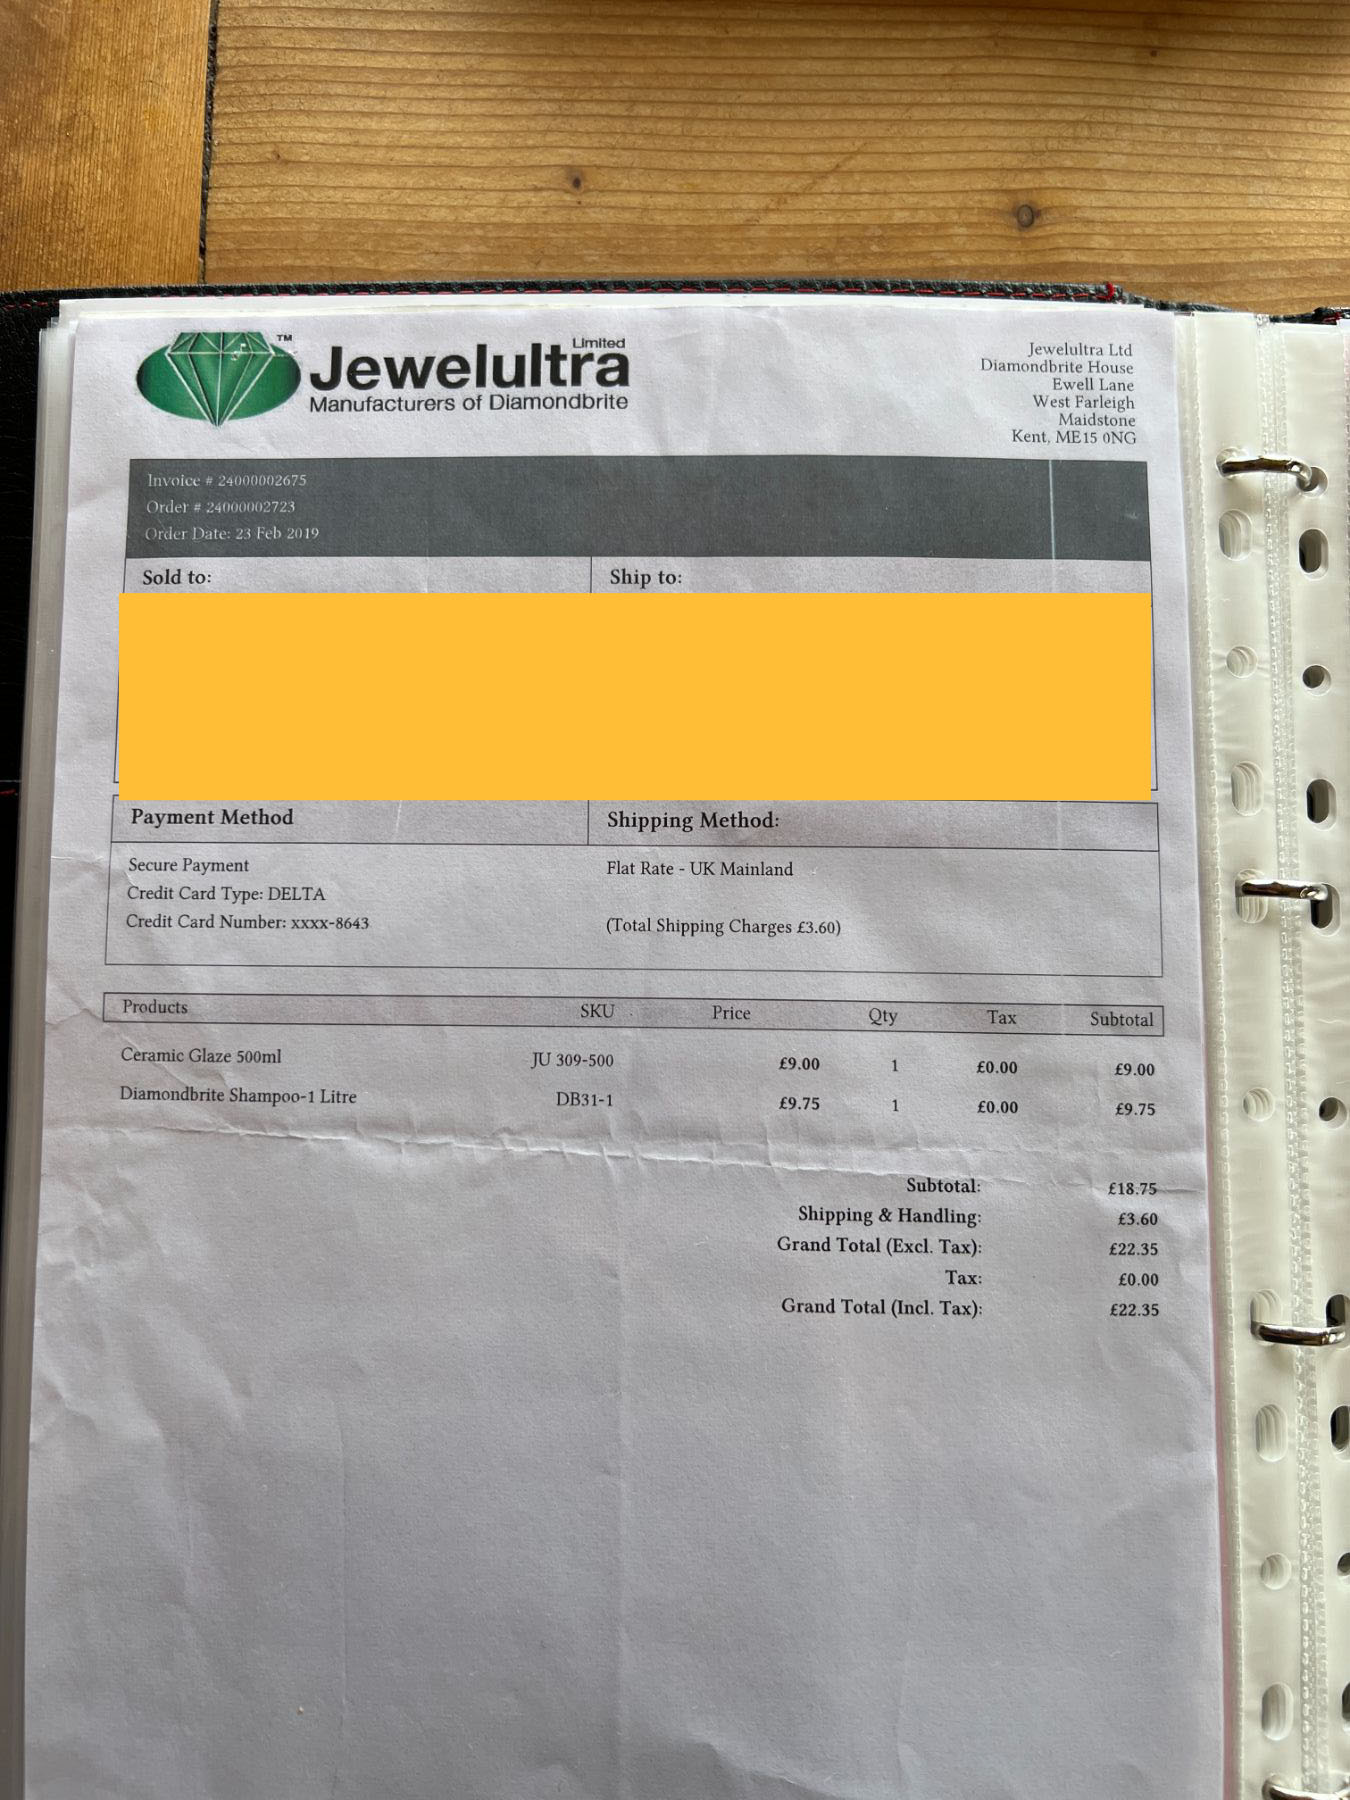 TM
Limited
Jewelultra
Manufacturers of Diamondbrite
Jewelultra Ltd
Diamondbrite House
Ewell Lane
West Farleigh
Maidstone
Kent, ME15 0NG
Invoice # 24000002675
Order # 24000002723
Order Date: 23 Feb 2019
Sold to: Ship to:
Payment Method Shipping Method:
Secure Payment Flat Rate - UK Mainland
Credit Card Type: DELTA
Credit Card Number: xxxx-8643 (Total Shipping Charges £3.60)
Products SKU Price Qty Tax Subtotal
Ceramic Glaze 500ml JU 309-500 £9.00 1 £0.00 £9.00
Diamondbrite Shampoo-1 Litre DB31-1 £9.75 1 £0.00 £9.75
Subtotal: £18.75
Shipping & Handling: £3.60
Grand Total (Excl. Tax): £22.35
Tax: £0.00
Grand Total (Incl. Tax): £22.35